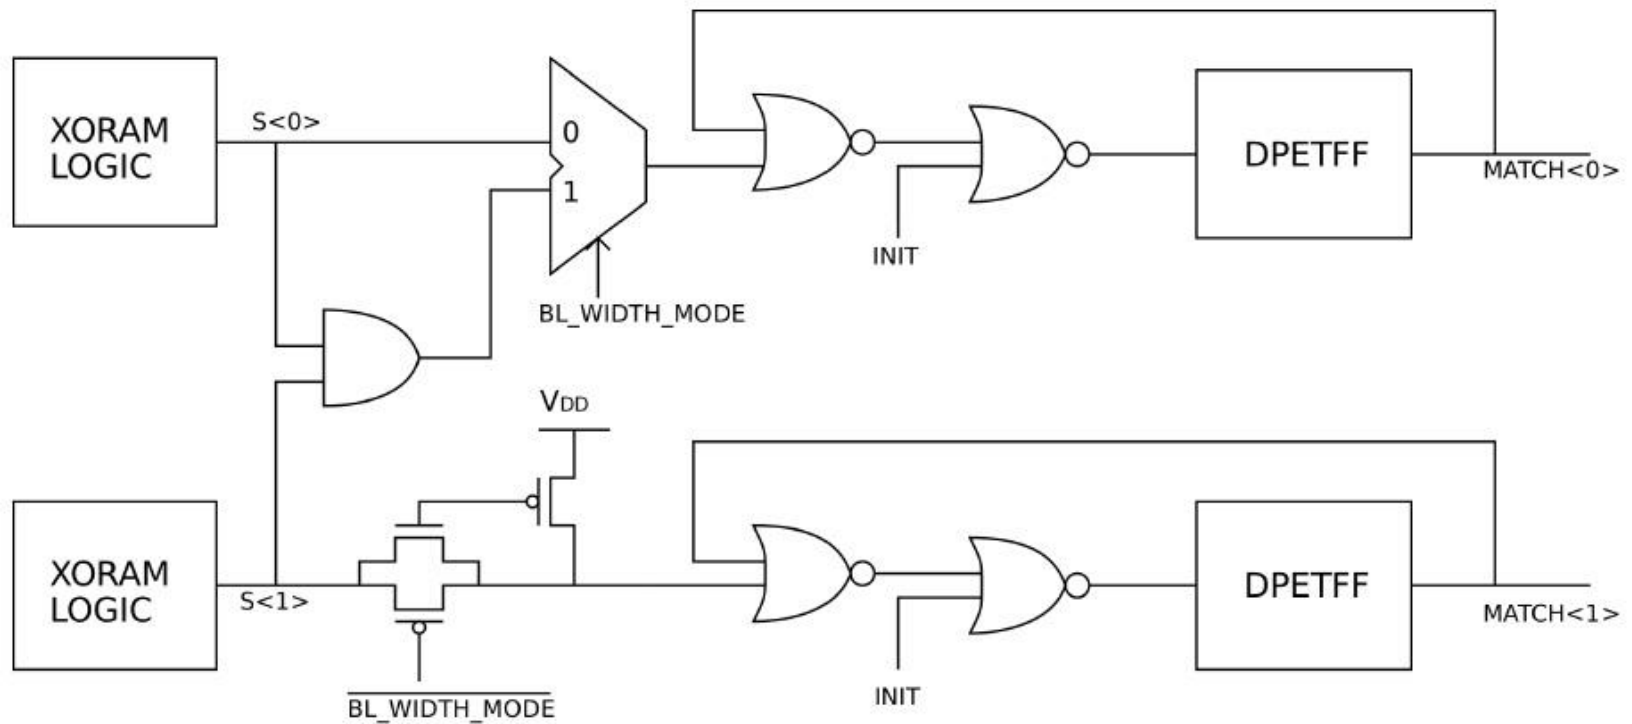 XORAM
LOGIC
S<0>
0
1
BL_WIDTH_MODE
INIT
DPETFF
MATCH<0>
VDD
XORAM
LOGIC
S<1>
BL_WIDTH_MODE
INIT
DPETFF
MATCH<1>